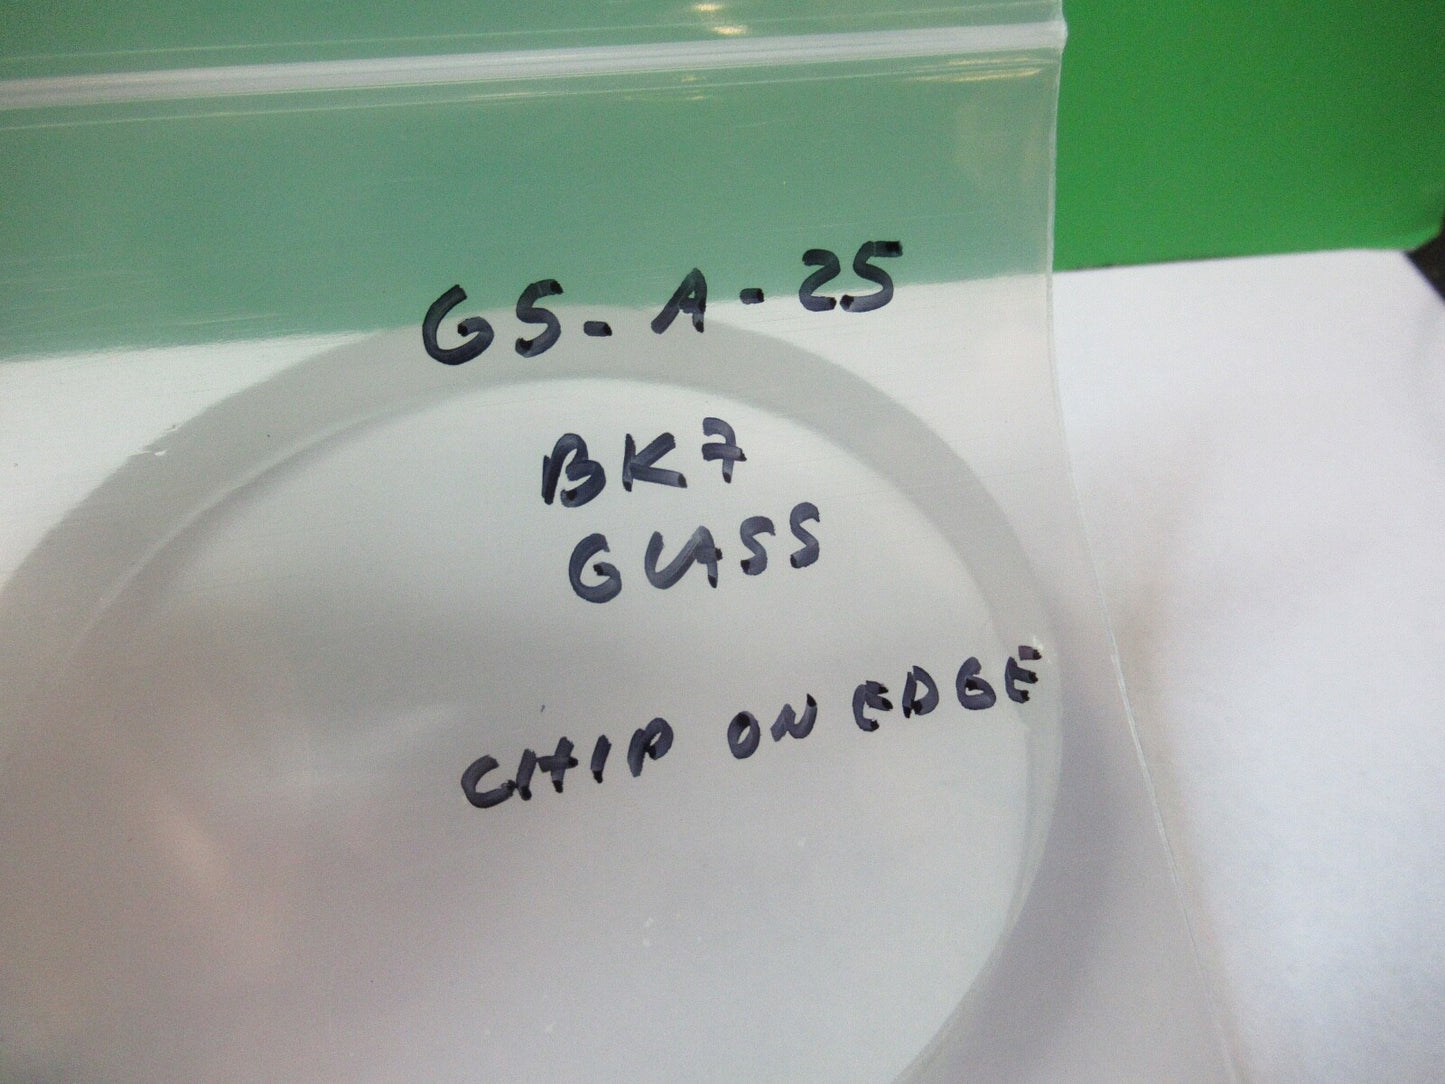 GS-A-25
BK7
GLASS
CHIP ON EDGE